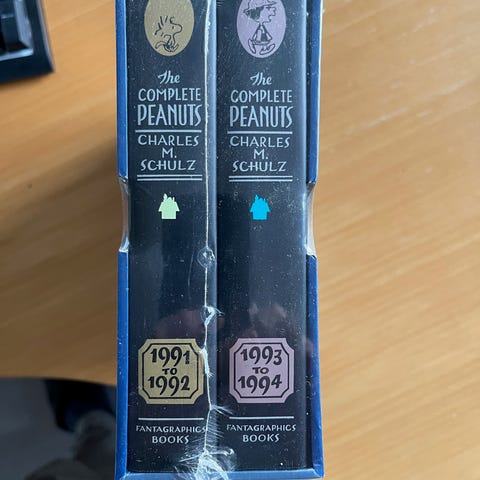 The
COMPLETE
PEANUTS
CHARLES
M.
SCHULZ
1991
TO
1992
FANTAGRAPHICS
BOOKS
The
COMPLETE
PEANUTS
CHARLES
M.
SCHULZ
1993
TO
1994
FANTAGRAPHICS
BOOKS